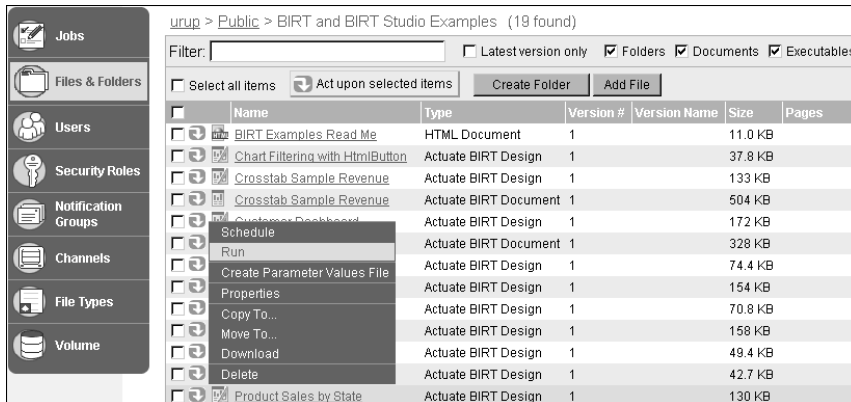 Jobs
Files & Folders
Users
Security Roles
Notification
Groups
Channels
File Types
Volume
urup > Public > BIRT and BIRT Studio Examples (19 found)
Filter: Latest version only Folders Documents Executables
Select all items Act upon selected items Create Folder Add File
Name Type Version # Version Name Size Pages
BIRT Examples Read Me HTML Document 1 11.0 KB
Chart Filtering with HtmlButton Actuate BIRT Design 1 37.8 KB
Crosstab Sample Revenue Actuate BIRT Design 1 133 KB
Crosstab Sample Revenue Actuate BIRT Document 1 504 KB
Customer Dashboard Actuate BIRT Design 1 172 KB
Schedule
Actuate BIRT Document 1 328 KB
Run
Actuate BIRT Design 1 74.4 KB
Create Parameter Values File
Actuate BIRT Design 1 154 KB
Properties
Actuate BIRT Design 1 70.8 KB
Copy To...
Actuate BIRT Design 1 158 KB
Move To...
Actuate BIRT Design 1 49.4 KB
Download
Actuate BIRT Design 1 42.7 KB
Delete
Product Sales by State Actuate BIRT Design 1 130 KB